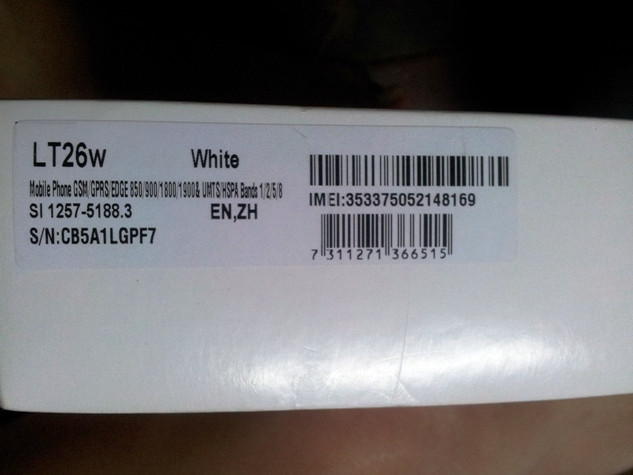 LT26w White
Mobile Phone GSM/GPRS/EDGE 850/900/1800/1900& UMTS HSPA Bands 1/2/5/8
SI 1257-5188.3 EN,ZH
S/N:CB5A1LGPF7
IMEI:353375052148169
7 311271 366515